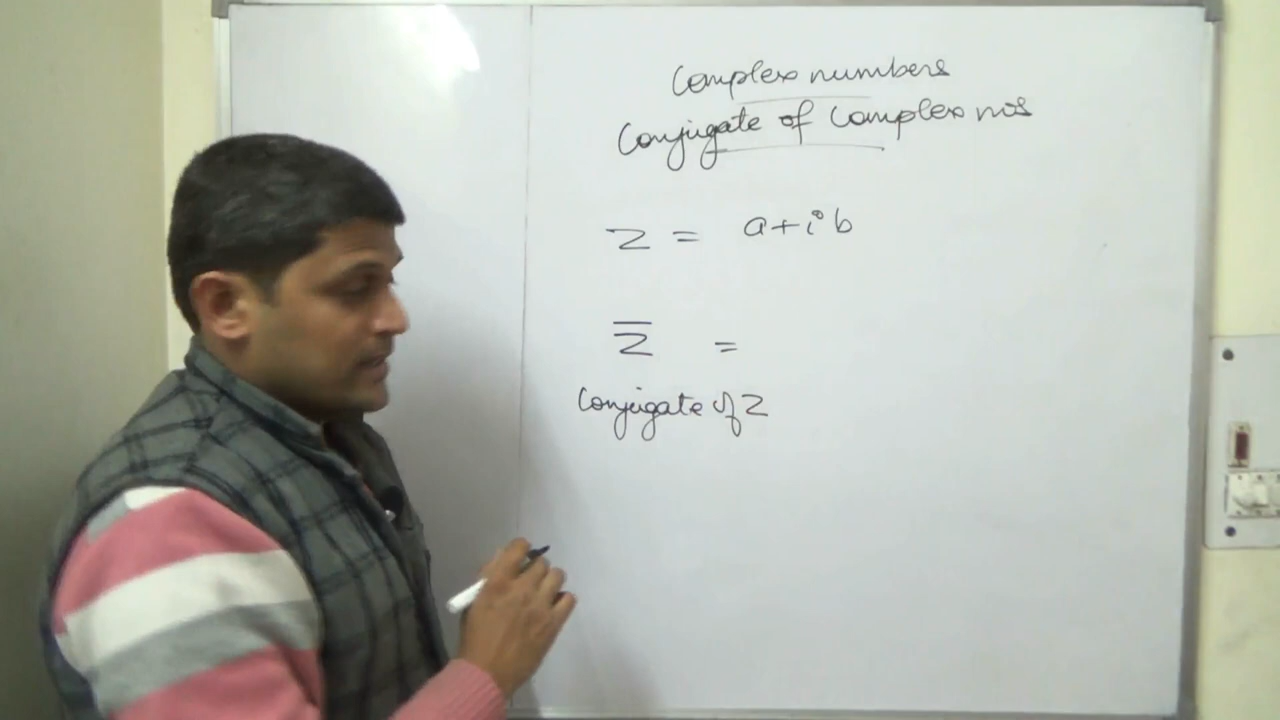 Complex numbers
Conjugate of Complex nos
z = a+ib
z̅ =
Conjugate of z